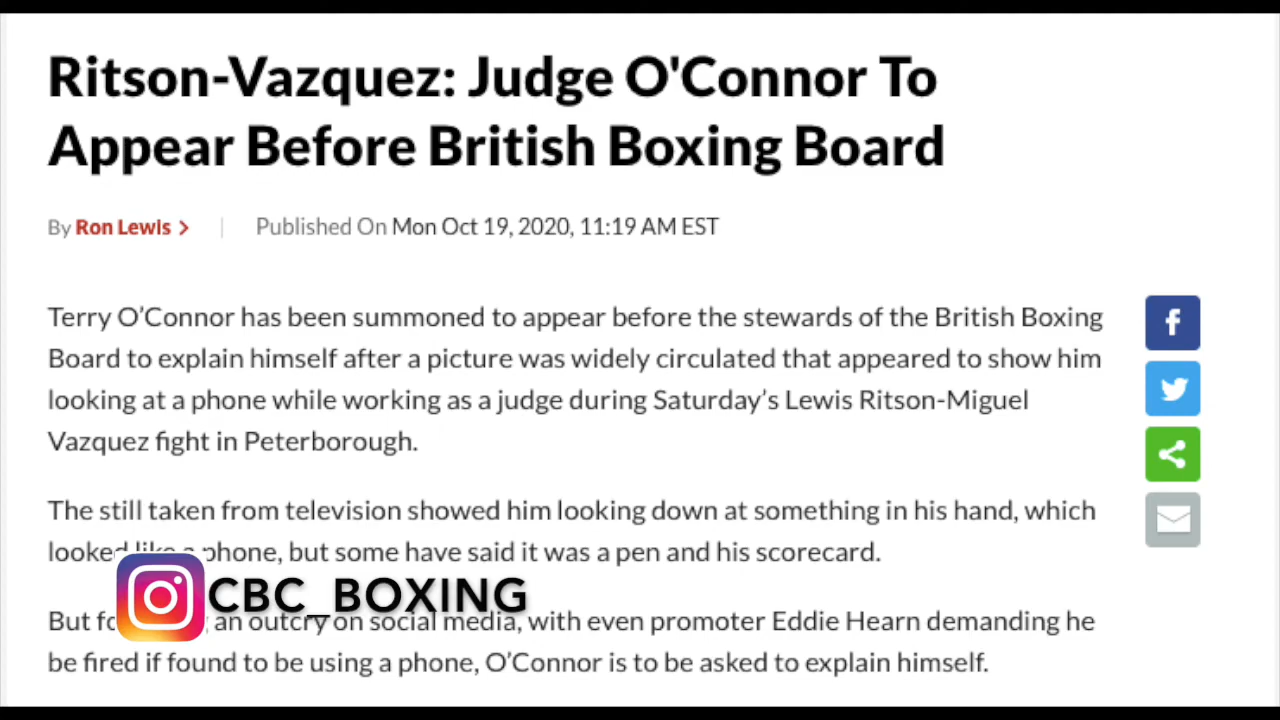 Ritson-Vazquez: Judge O'Connor To
Appear Before British Boxing Board
By Ron Lewis > | Published On Mon Oct 19, 2020, 11:19 AM EST
Terry O’Connor has been summoned to appear before the stewards of the British Boxing
Board to explain himself after a picture was widely circulated that appeared to show him
looking at a phone while working as a judge during Saturday’s Lewis Ritson-Miguel
Vazquez fight in Peterborough.
The still taken from television showed him looking down at something in his hand, which
looked like a phone, but some have said it was a pen and his scorecard.
CBC_BOXING
But an outcry on social media, with even promoter Eddie Hearn demanding he
be fired if found to be using a phone, O’Connor is to be asked to explain himself.